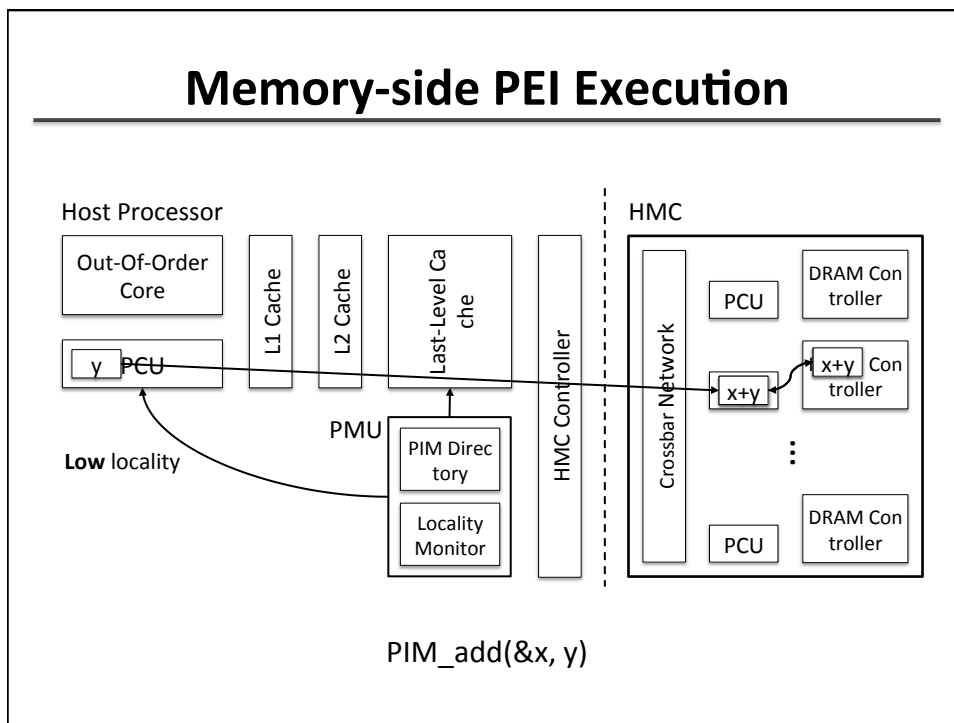 Memory-side PEI Execution
Host Processor
HMC
Out-Of-Order
Core
L1 Cache
L2 Cache
Last-Level Ca
che
HMC Controller
Crossbar Network
PCU
DRAM Con
troller
y PCU
x+y
x+y Con
troller
Low locality
PMU
PIM Direc
tory
Locality
Monitor
...
PCU
DRAM Con
troller
PIM_add(&x, y)